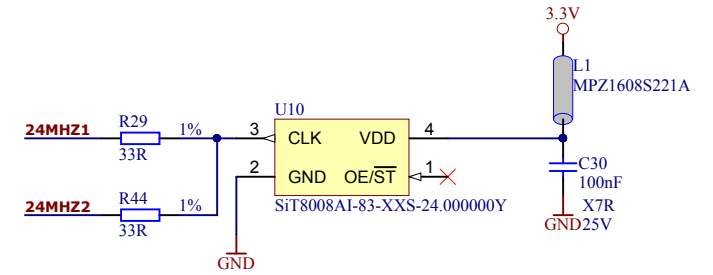 3.3V
L1
MPZ1608S221A
U10
24MHZ1
R29
1%
33R
3
CLK
VDD
4
2
GND
OE/ST
1
C30
100nF
X7R
25V
GND
24MHZ2
R44
1%
33R
SiT8008AI-83-XXS-24.000000Y
GND